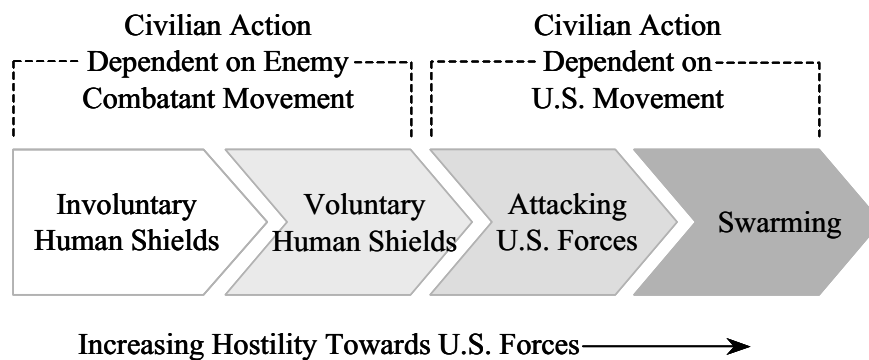 Civilian Action
Dependent on Enemy
Combatant Movement
Civilian Action
Dependent on
U.S. Movement
Involuntary
Human Shields
Voluntary
Human Shields
Attacking
U.S. Forces
Swarming
Increasing Hostility Towards U.S. Forces